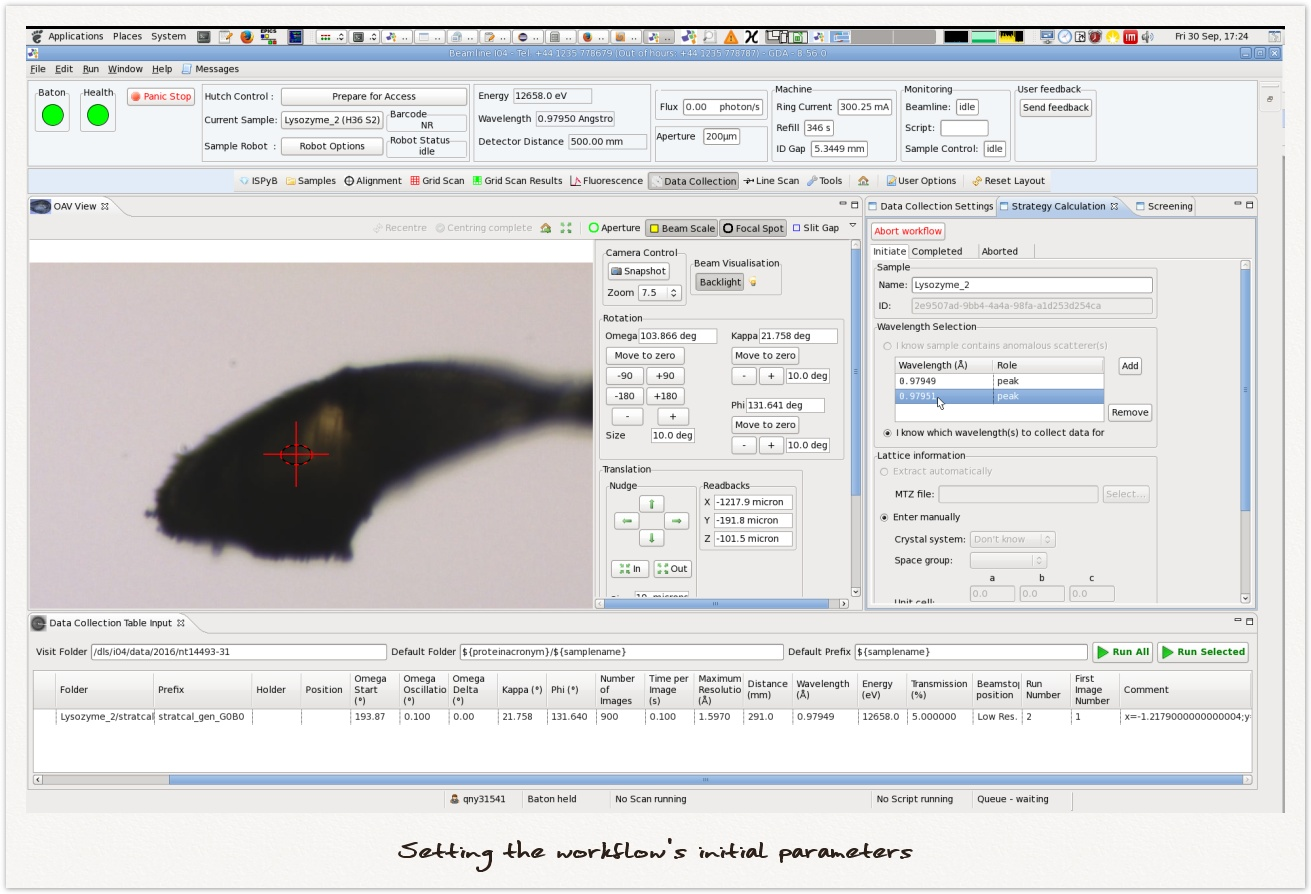 Applications Places System Fri 30 Sep, 17:24
Beamline I04 - Tel. +44 1235 778679 (Out of hours: +44 1235 778787) - GDA - 8.56.0
File Edit Run Window Help Messages
Baton Health Panic Stop
Hutch Control : Prepare for Access
Current Sample: Lysozyme_2 (H36 S2) Barcode NR
Sample Robot : Robot Options Robot Status idle
Energy 12658.0 eV
Wavelength 0.97950 Angstro
Detector Distance 500.00 mm
Flux 0.00 photon/s
Aperture 200µm
Machine
Ring Current 300.25 mA
Refill 346 s
ID Gap 5.3449 mm
Monitoring
Beamline: idle
Script:
Sample Control: idle
User feedback
Send feedback
ISPyB Samples Alignment Grid Scan Grid Scan Results Fluorescence Data Collection Line Scan Tools User Options Reset Layout
OAV View
Recentre Centring complete Aperture Beam Scale Focal Spot Slit Gap
Camera Control
Snapshot
Zoom 7.5
Beam Visualisation
Backlight
Rotation
Omega 103.866 deg
Move to zero
-90 +90
-180 +180
- +
Size 10.0 deg
Kappa 21.758 deg
Move to zero
- + 10.0 deg
Phi 131.641 deg
Move to zero
- + 10.0 deg
Translation
Nudge
In Out
Readbacks
X -1217.9 micron
Y -191.8 micron
Z -101.5 micron
Data Collection Settings Strategy Calculation Screening
Abort workflow
Initiate Completed Aborted
Sample
Name: Lysozyme_2
ID: 2e9507ad-9bb4-4a4a-98fa-a1d253d254ca
Wavelength Selection
I know sample contains anomalous scatterer(s)
Wavelength (Å) Role Add
0.97949 peak
0.97951 peak
Remove
I know which wavelength(s) to collect data for
Lattice information
Extract automatically
MTZ file: Select...
Enter manually
Crystal system: Don't know
Space group:
a b c
Unit cell: 0.0 0.0 0.0
Data Collection Table Input
Visit Folder /dls/i04/data/2016/nt14493-31 Default Folder ${proteinacronym}/${samplename} Default Prefix ${samplename} Run All Run Selected
Folder Prefix Holder Position Omega Start (°) Omega Oscillatio (°) Omega Delta (°) Kappa (°) Phi (°) Number of Images Time per Image (s) Maximum Resolutio (Å) Distance (mm) Wavelength (Å) Energy (eV) Transmission (%) Beamstop position Run Number First Image Number Comment
Lysozyme_2/stratcal stratcal_gen_G0B0 193.87 0.100 0.00 21.758 131.640 900 0.100 1.5970 291.0 0.97949 12658.0 5.000000 Low Res. 2 1 x=-1.2179000000000004;y
qny31541 Baton held No Scan running No Script running Queue - waiting
Setting the workflow's initial parameters